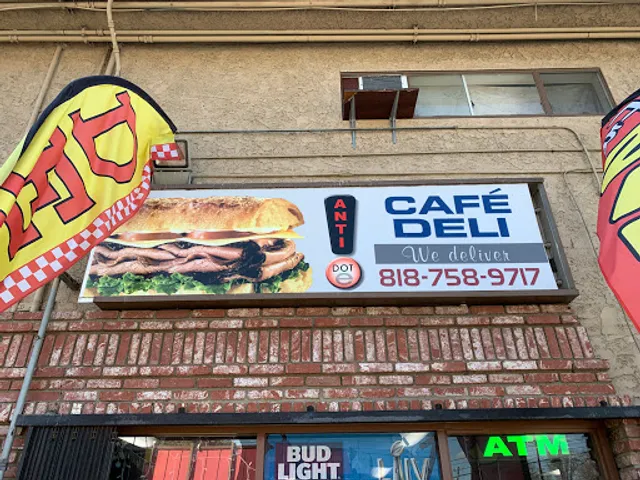 ANTI
DOT
e
CAFÉ
DELI
We deliver
818-758-9717
BUD
LIGHT
ATM